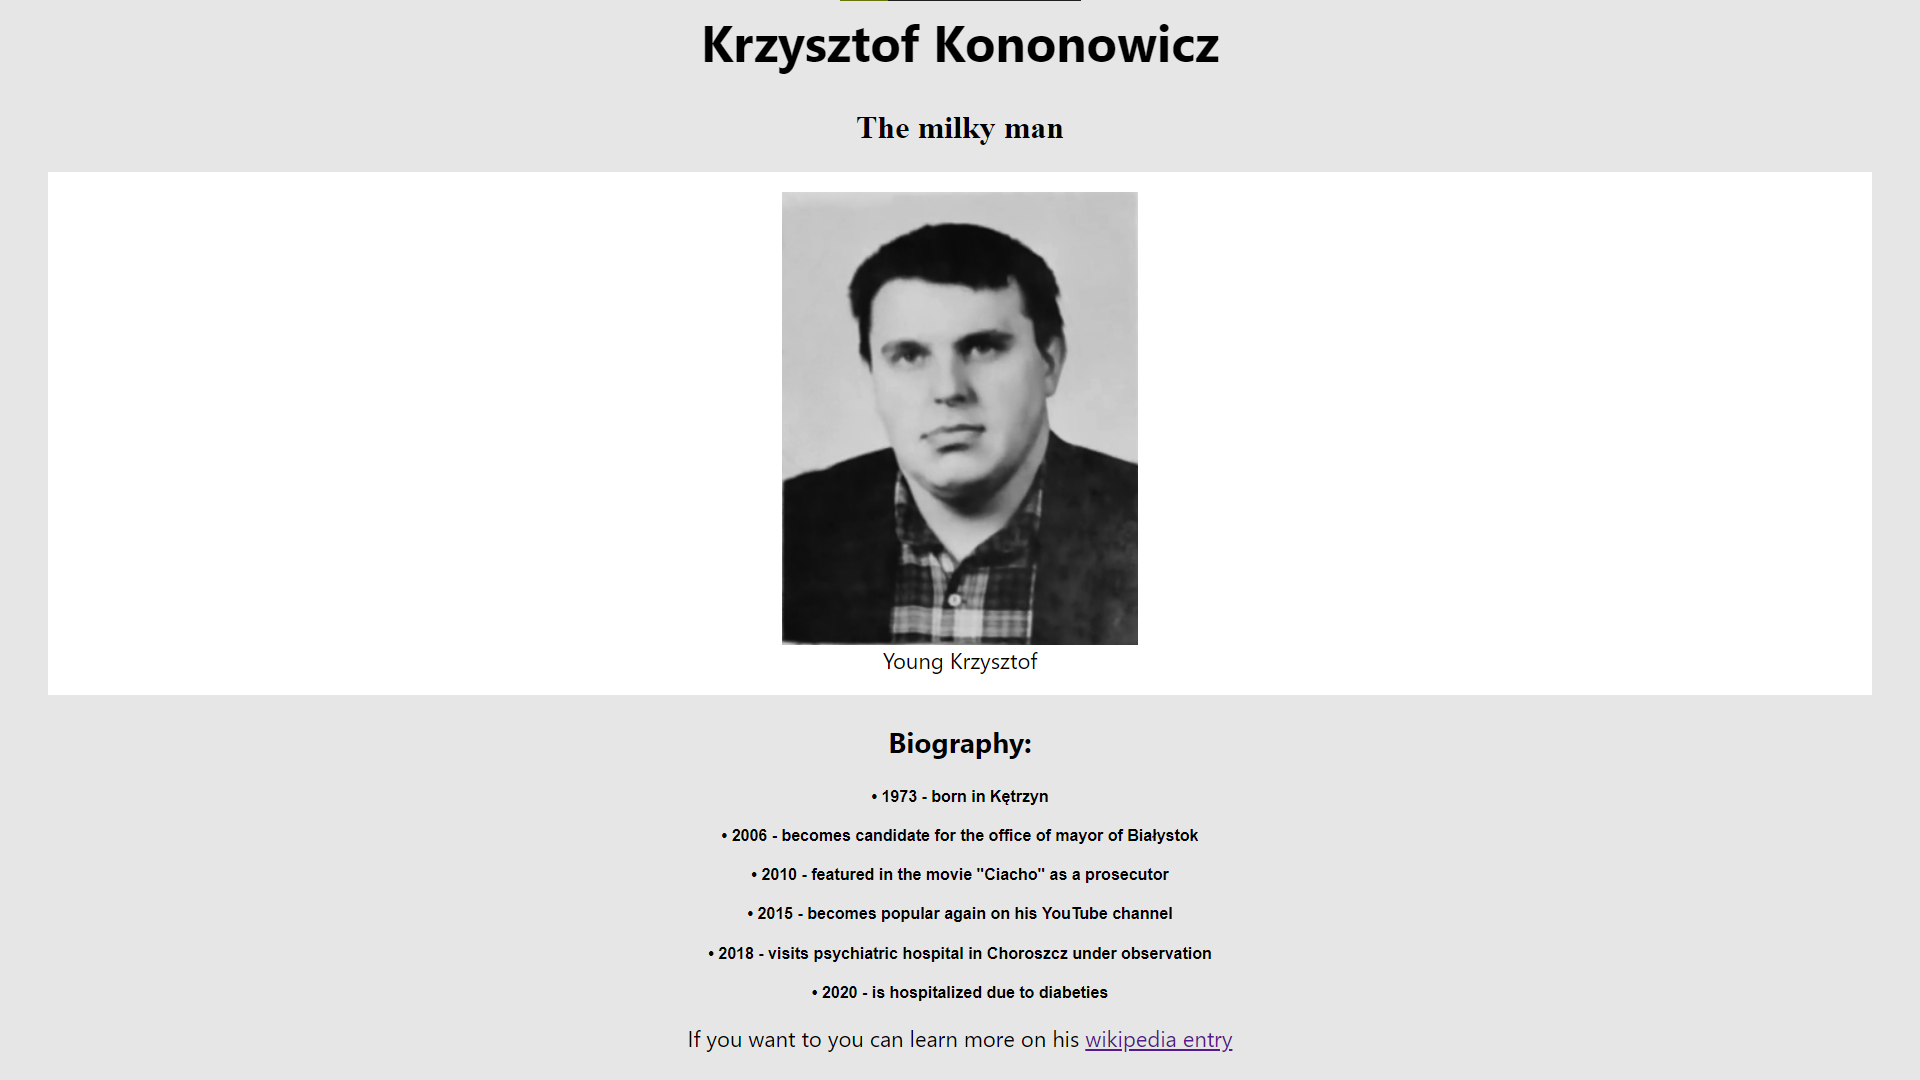 Krzysztof Kononowicz
The milky man
Young Krzysztof
Biography:
• 1973 - born in Kętrzyn
• 2006 - becomes candidate for the office of mayor of Białystok
• 2010 - featured in the movie "Ciacho" as a prosecutor
• 2015 - becomes popular again on his YouTube channel
• 2018 - visits psychiatric hospital in Choroszcz under observation
• 2020 - is hospitalized due to diabeties
If you want to you can learn more on his wikipedia entry